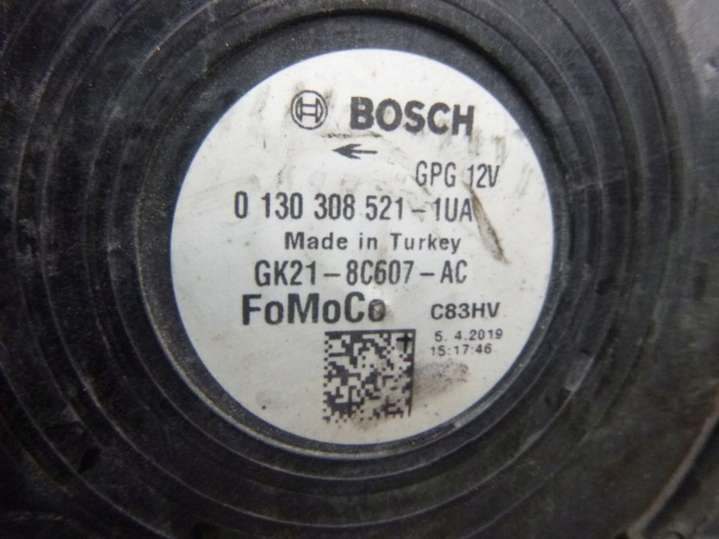 BOSCH
GPG 12V
0 130 308 521-1UA
Made in Turkey
GK21-8C607-AC
FoMoCo C83HV
5. 4.2019
15:17:46